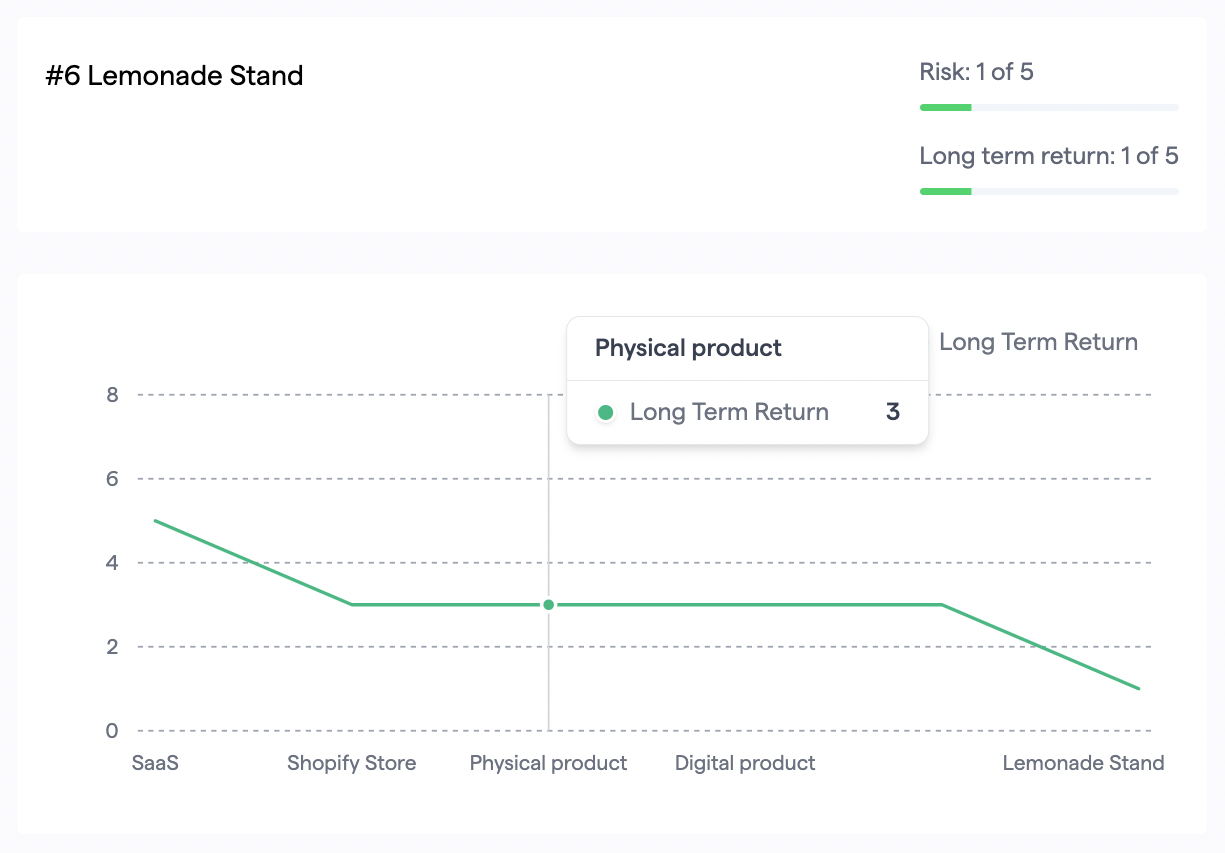 #6 Lemonade Stand
Risk: 1 of 5
Long term return: 1 of 5
Physical product
Long Term Return 3
Long Term Return
8
6
4
2
0
SaaS Shopify Store Physical product Digital product Lemonade Stand